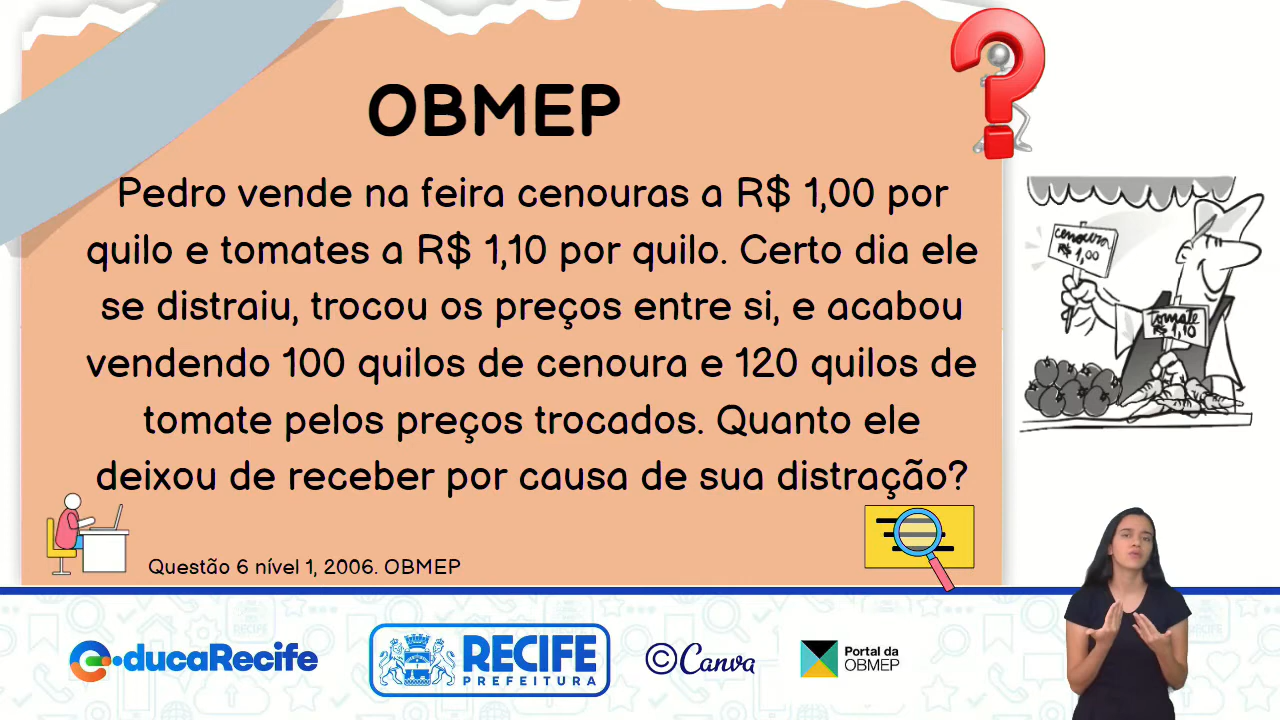 OBMEP
Pedro vende na feira cenouras a R$ 1,00 por
quilo e tomates a R$ 1,10 por quilo. Certo dia ele
se distraiu, trocou os preços entre si, e acabou
vendendo 100 quilos de cenoura e 120 quilos de
tomate pelos preços trocados. Quanto ele
deixou de receber por causa de sua distração?
cenoura
R$ 1,00
tomate
R$ 1,10
Questão 6 nível 1, 2006. OBMEP
ducaRecife
RECIFE
PREFEITURA
©Canva
Portal da
OBMEP